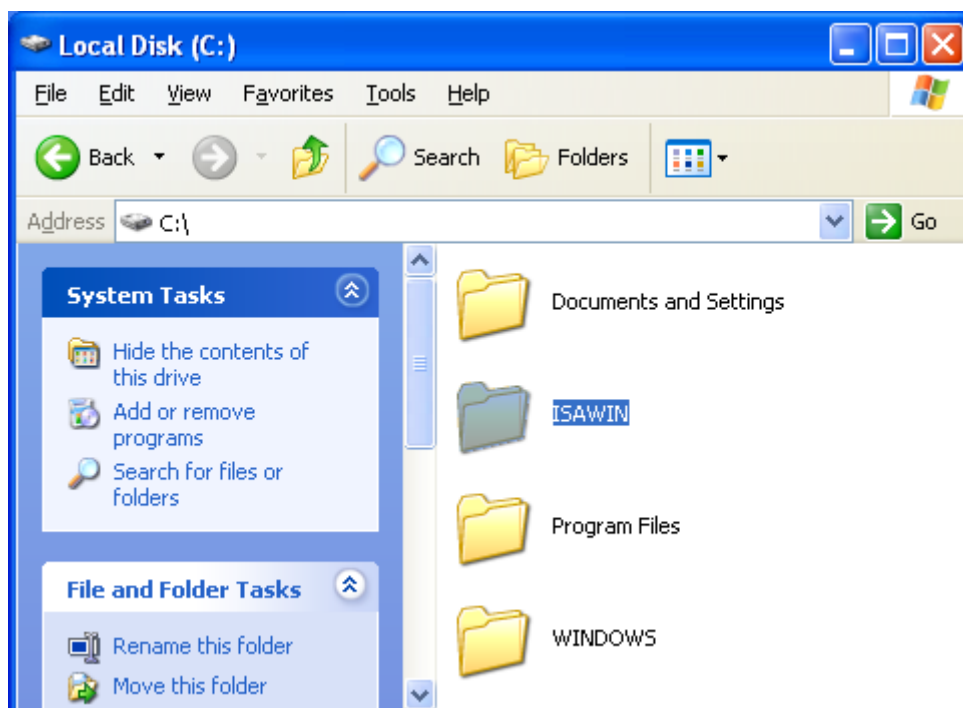 Local Disk (C:)
File Edit View Favorites Tools Help
Back Search Folders
Address C:\ Go
System Tasks
Hide the contents of
this drive
Add or remove
programs
Search for files or
folders
File and Folder Tasks
Rename this folder
Move this folder
Documents and Settings
ISAWIN
Program Files
WINDOWS